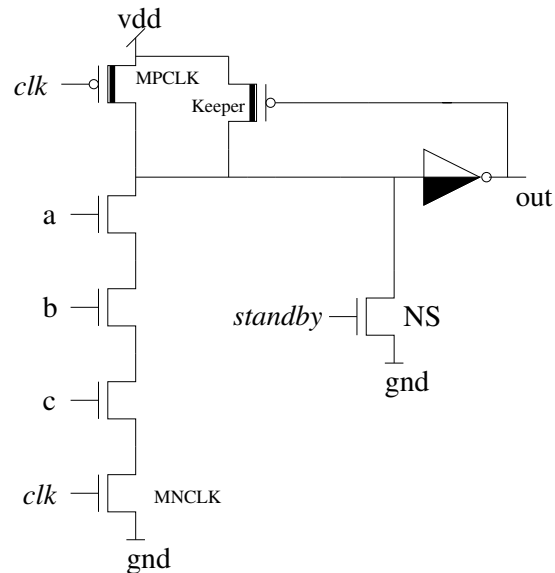 vdd
clk
MPCLK
Keeper
out
a
b
standby
NS
gnd
c
clk
MNCLK
gnd